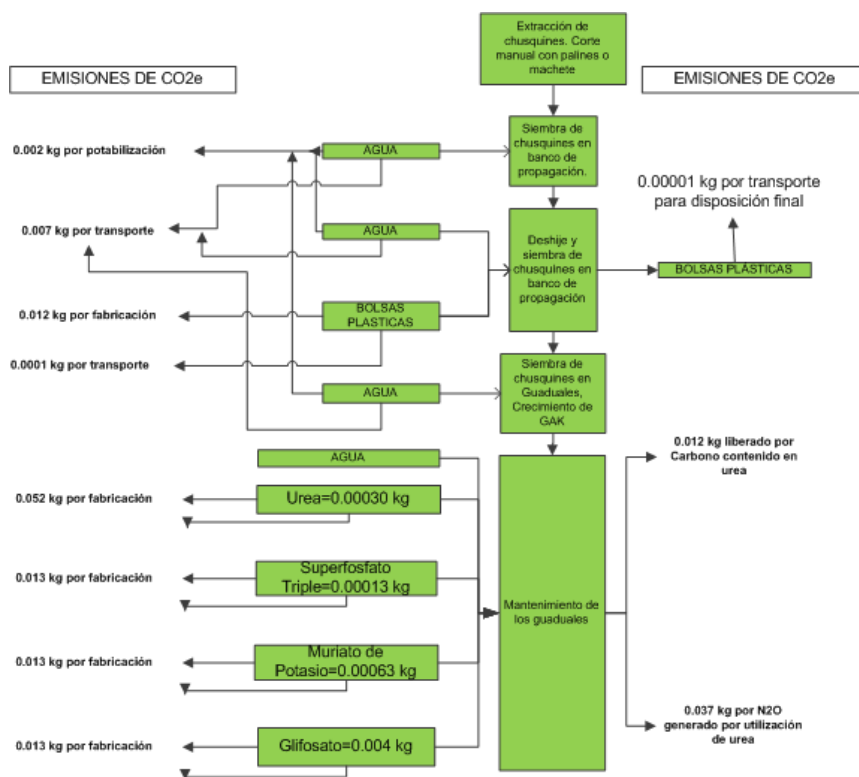 Extracción de
chusquines. Corte
manual con palines o
machete
EMISIONES DE CO2e
EMISIONES DE CO2e
0.002 kg por potabilización
AGUA
Siembra de
chusquines en
banco de
propagación.
0.00001 kg por transporte
para disposición final
0.007 kg por transporte
AGUA
Deshije y
siembra de
chusquines en
banco de
propagación
BOLSAS PLÁSTICAS
0.012 kg por fabricación
BOLSAS
PLASTICAS
0.0001 kg por transporte
AGUA
Siembra de
chusquines en
Guaduales,
Crecimiento de
GAK
0.012 kg liberado por
Carbono contenido en
urea
AGUA
0.052 kg por fabricación
Urea=0.00030 kg
0.013 kg por fabricación
Superfosfato
Triple=0.00013 kg
Mantenimiento de
los guaduales
0.013 kg por fabricación
Muriato de
Potasio=0.00063 kg
0.037 kg por N2O
generado por utilización
de urea
0.013 kg por fabricación
Glifosato=0.004 kg